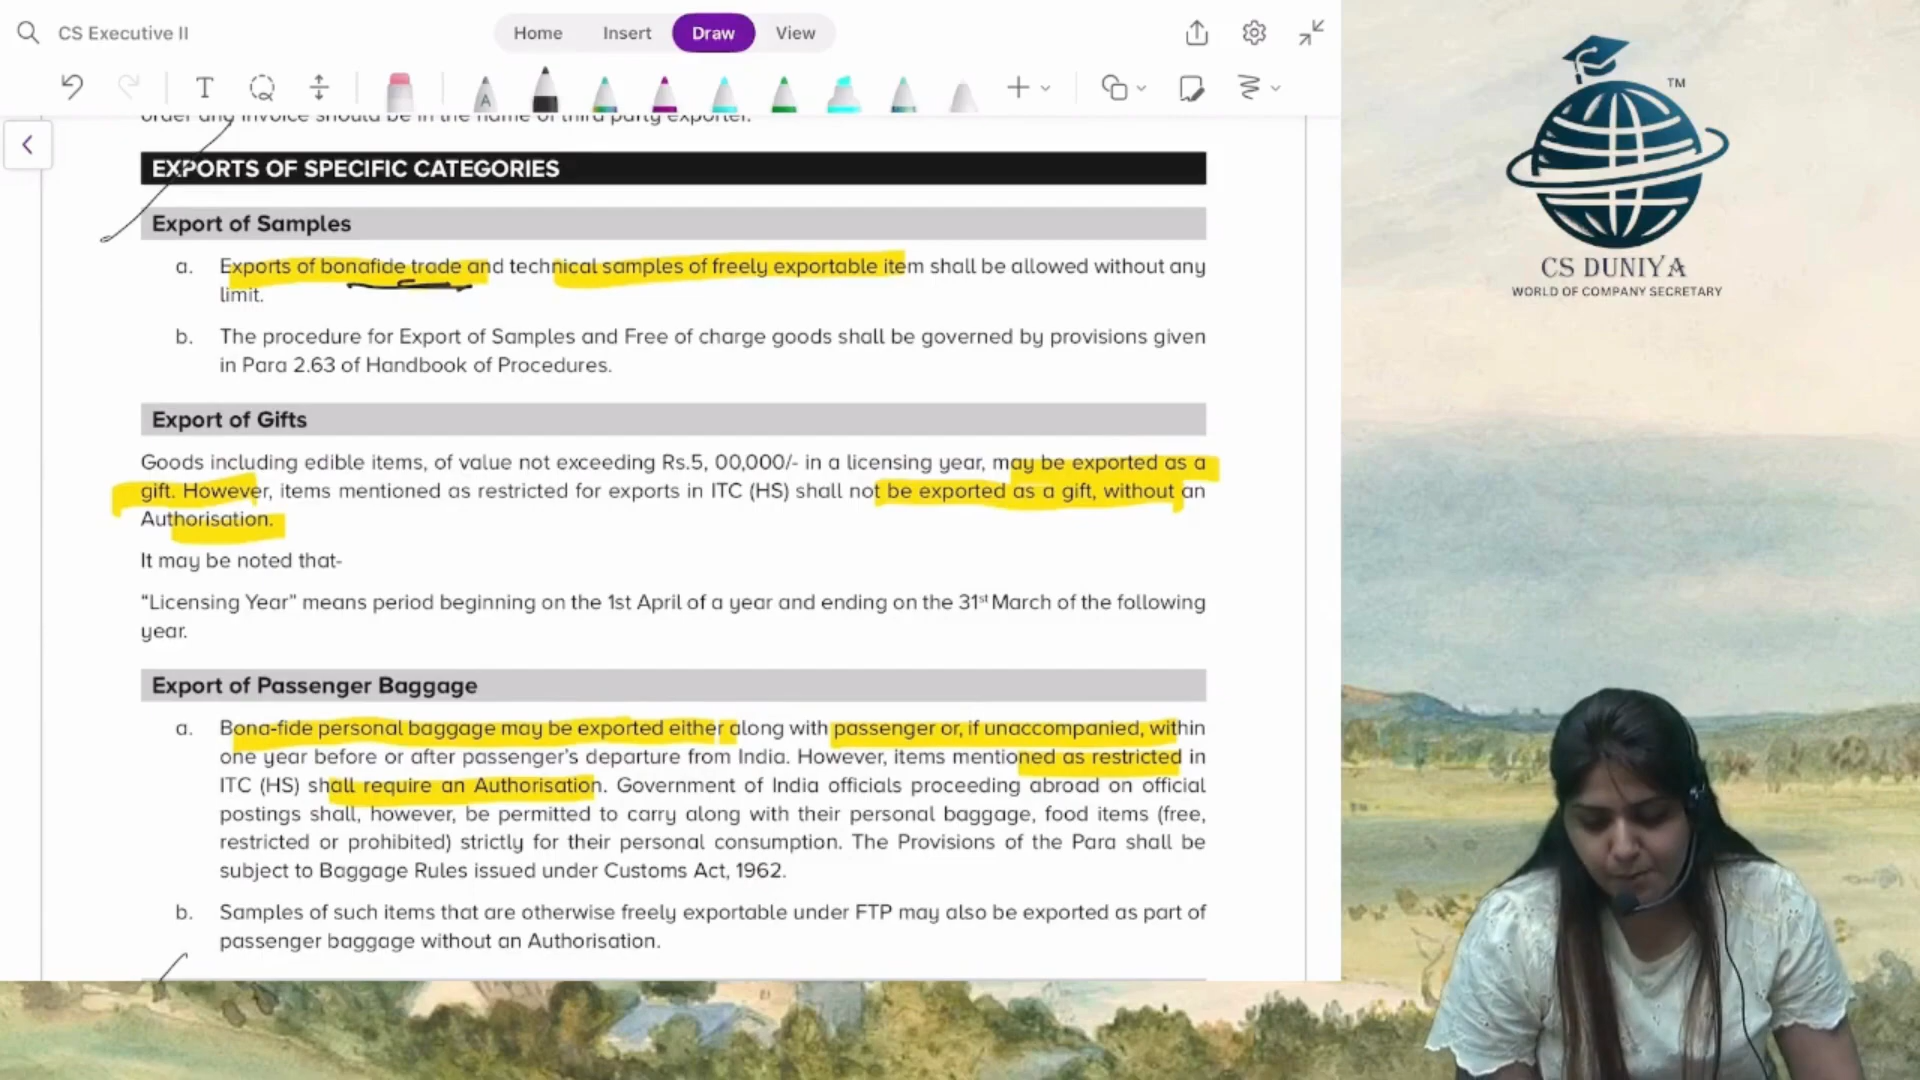 CS Executive II
Home Insert Draw View
order and invoice should be in the name of third party exporter.
EXPORTS OF SPECIFIC CATEGORIES
Export of Samples
a. Exports of bonafide trade and technical samples of freely exportable item shall be allowed without any
limit.
b. The procedure for Export of Samples and Free of charge goods shall be governed by provisions given
in Para 2.63 of Handbook of Procedures.
Export of Gifts
Goods including edible items, of value not exceeding Rs.5, 00,000/- in a licensing year, may be exported as a
gift. However, items mentioned as restricted for exports in ITC (HS) shall not be exported as a gift, without an
Authorisation.
It may be noted that-
“Licensing Year” means period beginning on the 1st April of a year and ending on the 31st March of the following
year.
Export of Passenger Baggage
a. Bona-fide personal baggage may be exported either along with passenger or, if unaccompanied, within
one year before or after passenger’s departure from India. However, items mentioned as restricted in
ITC (HS) shall require an Authorisation. Government of India officials proceeding abroad on official
postings shall, however, be permitted to carry along with their personal baggage, food items (free,
restricted or prohibited) strictly for their personal consumption. The Provisions of the Para shall be
subject to Baggage Rules issued under Customs Act, 1962.
b. Samples of such items that are otherwise freely exportable under FTP may also be exported as part of
passenger baggage without an Authorisation.
TM
CS DUNIYA
WORLD OF COMPANY SECRETARY